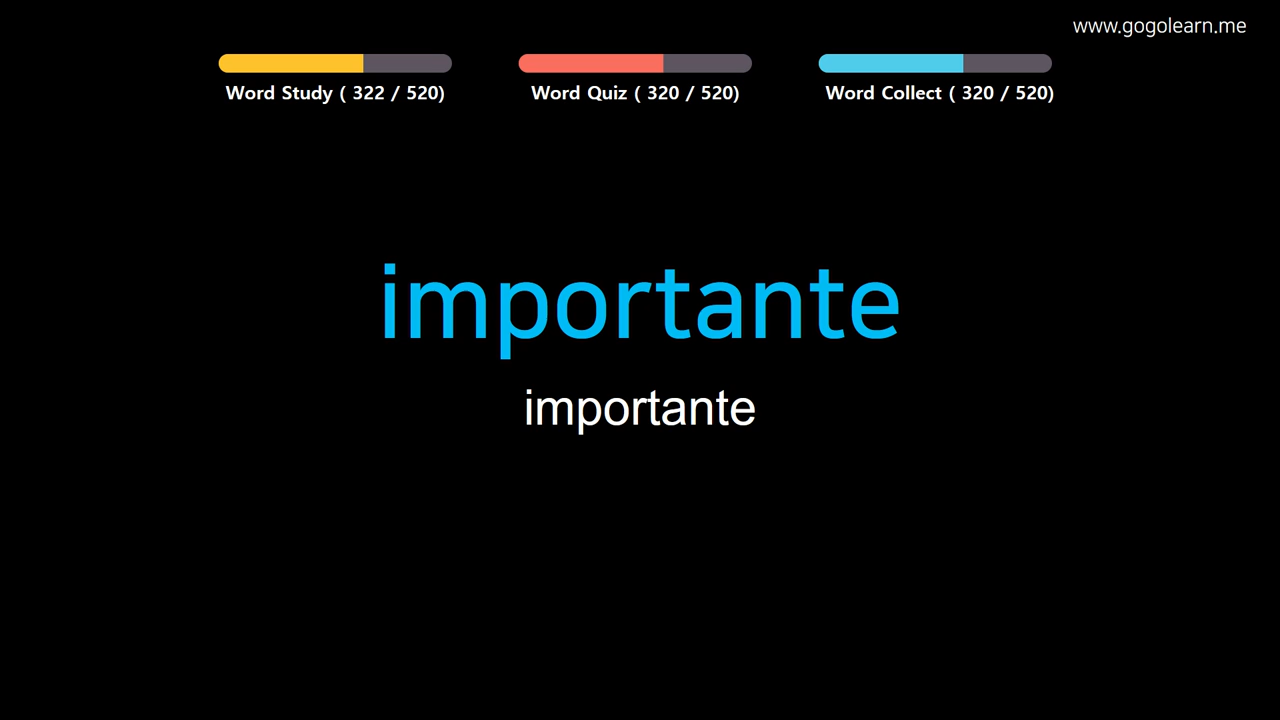 www.gogolearn.me
Word Study ( 322 / 520)
Word Quiz ( 320 / 520)
Word Collect ( 320 / 520)
importante
importante